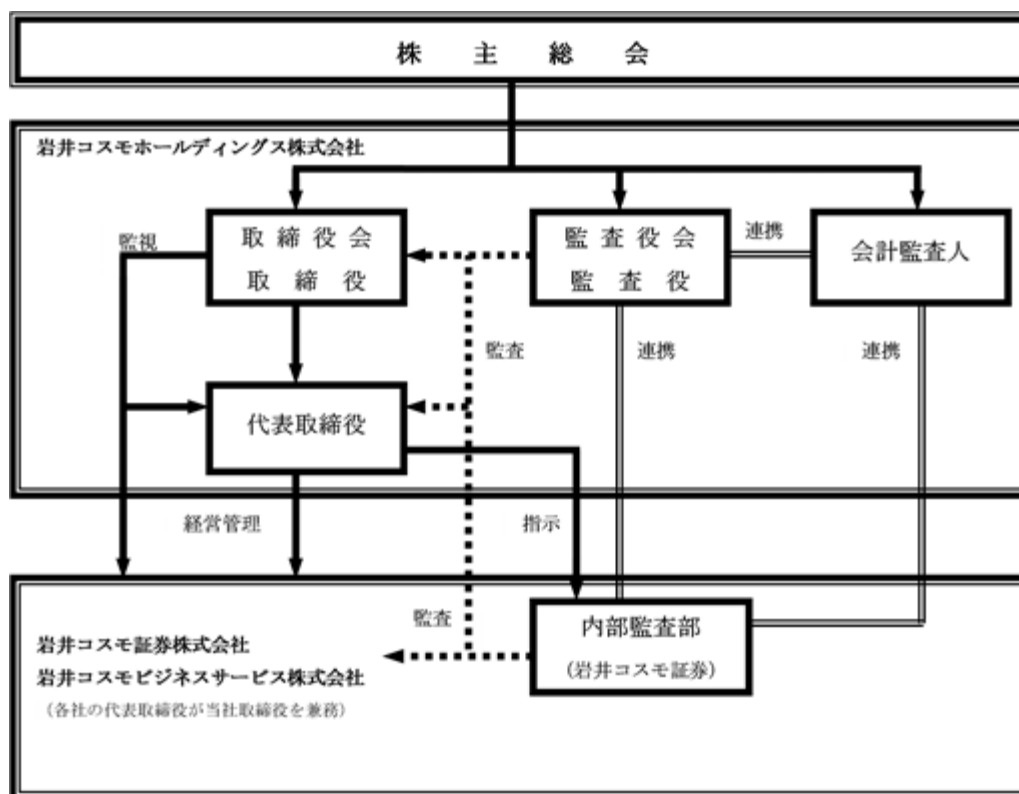 株主総会
岩井コスモホールディングス株式会社
監視
取締役会
取締役
監査役会
監査役
連携
会計監査人
監査
連携
連携
代表取締役
経営管理
指示
監査
内部監査部
(岩井コスモ証券)
岩井コスモ証券株式会社
岩井コスモビジネスサービス株式会社
(各社の代表取締役が当社取締役を兼務)